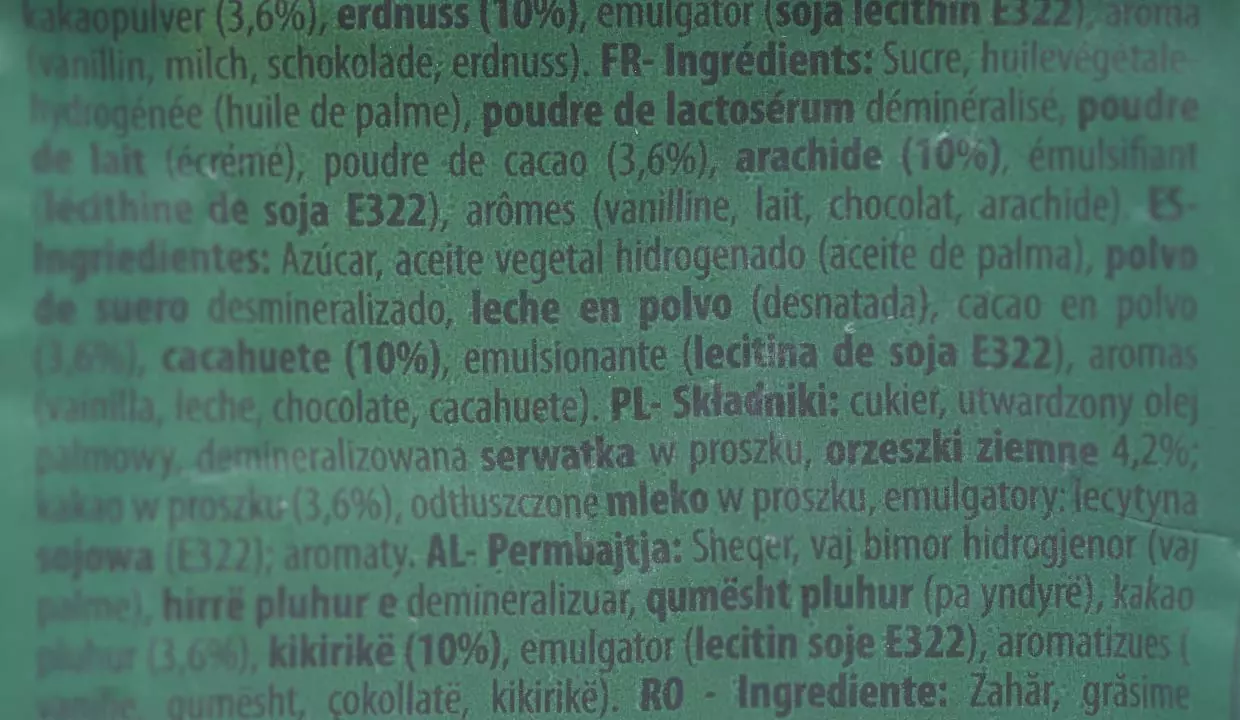 kakaopulver (3,6%), erdnuss (10%), emulgator (soja lecithin E322), aroma
(vanillin, milch, schokolade, erdnuss). FR- Ingrédients: Sucre, huilevégétale
hydrogénée (huile de palme), poudre de lactosérum déminéralisé, poudre
de lait (écrémé), poudre de cacao (3,6%), arachide (10%), émulsifiant
(lécithine de soja E322), arômes (vanilline, lait, chocolat, arachide). ES-
Ingriedientes: Azúcar, aceite vegetal hidrogenado (aceite de palma), polvo
de suero desmineralizado, leche en polvo (desnatada), cacao en polvo
(3,6%), cacahuete (10%), emulsionante (lecitina de soja E322), aromas
(vainilla, leche, chocolate, cacahuete). PL- Składniki: cukier, utwardzony olej
palmowy, demineralizowana serwatka w proszku, orzeszki ziemne 4,2%;
kakao w proszku (3,6%), odtłuszczone mleko w proszku, emulgatory: lecytyna
sojowa (E322); aromaty. AL- Permbajtja: Sheqer, vaj bimor hidrogjenor (vaj
palme), hirrë pluhur e demineralizuar, qumësht pluhur (pa yndyrë), kakao
pluhur (3,6%), kikirikë (10%), emulgator (lecitin soje E322), aromatizues (
qumësht, çokollatë, kikirikë). RO - Ingrediente: Zahăr, grăsime